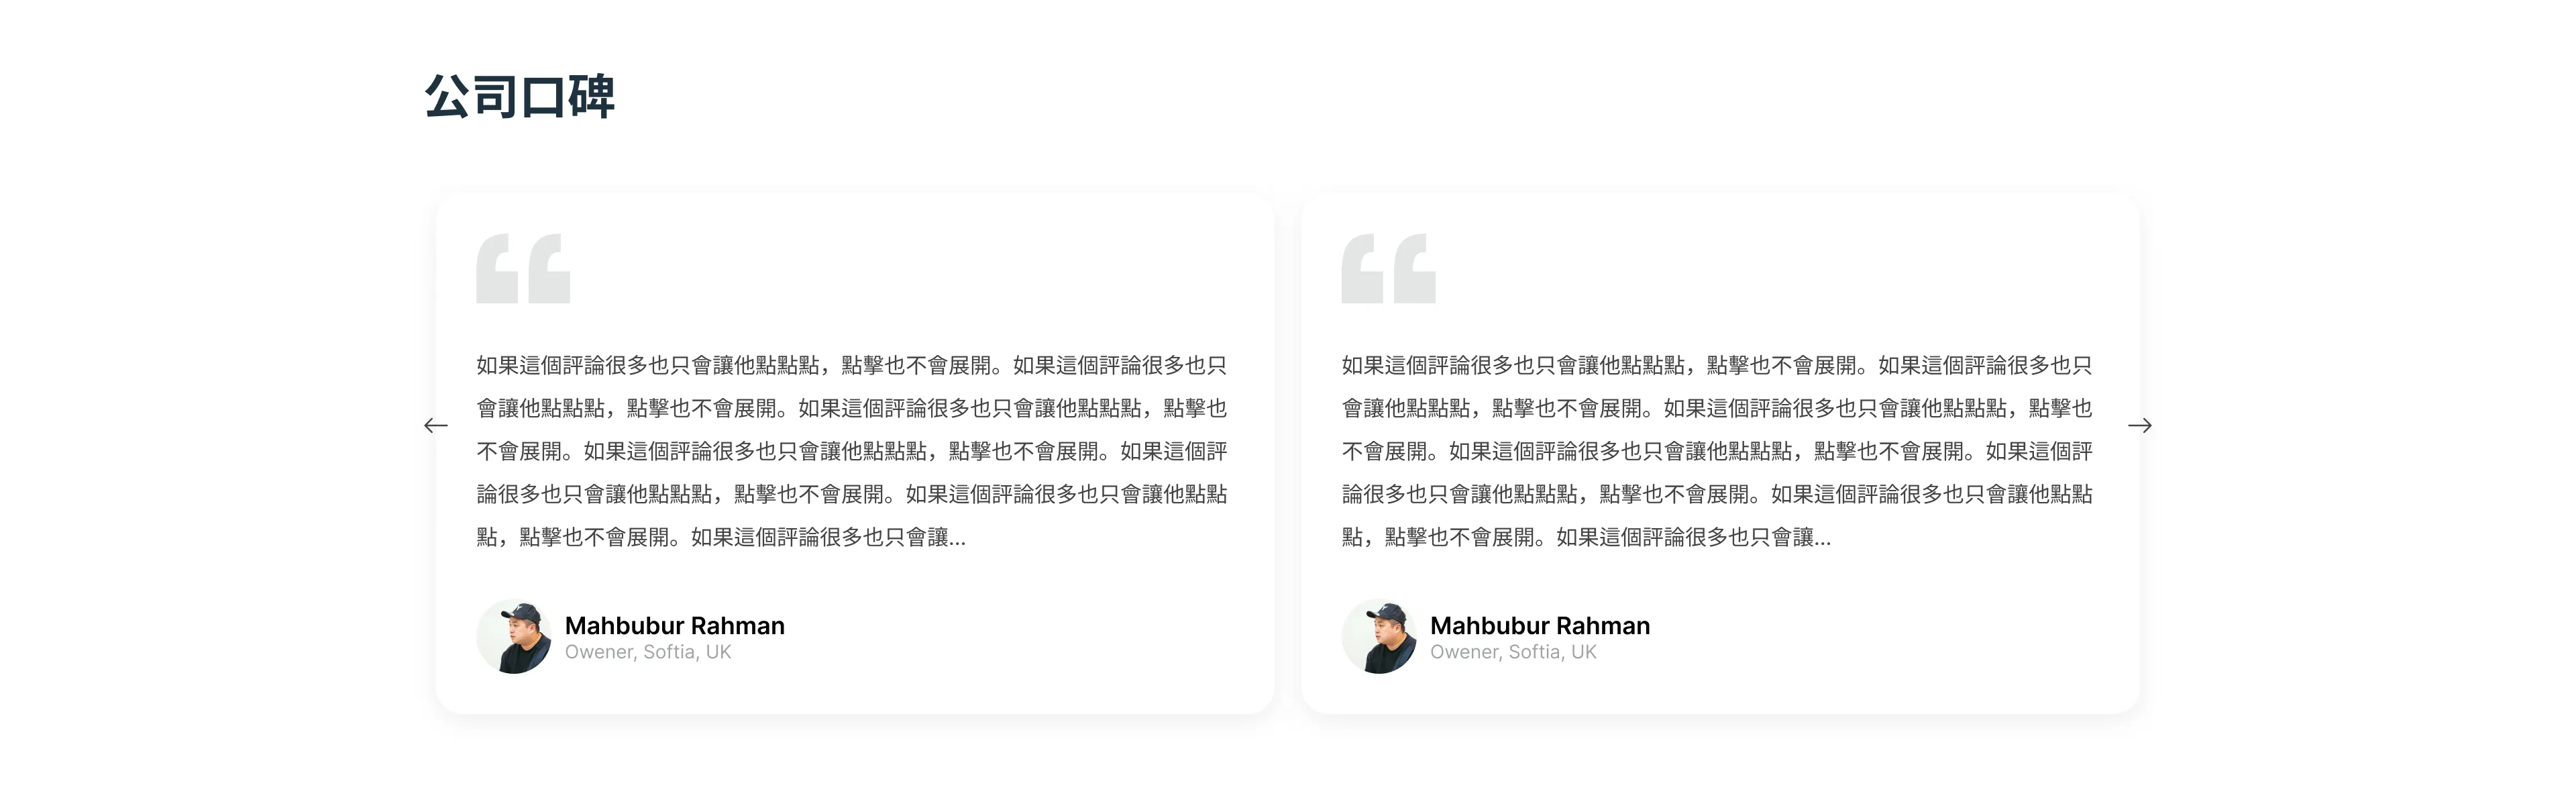 公司口碑
如果這個評論很多也只會讓他點點點，點擊也不會展開。如果這個評論很多也只
會讓他點點點，點擊也不會展開。如果這個評論很多也只會讓他點點點，點擊也
不會展開。如果這個評論很多也只會讓他點點點，點擊也不會展開。如果這個評
論很多也只會讓他點點點，點擊也不會展開。如果這個評論很多也只會讓他點點
點，點擊也不會展開。如果這個評論很多也只會讓...
Mahbubur Rahman
Owener, Softia, UK
如果這個評論很多也只會讓他點點點，點擊也不會展開。如果這個評論很多也只
會讓他點點點，點擊也不會展開。如果這個評論很多也只會讓他點點點，點擊也
不會展開。如果這個評論很多也只會讓他點點點，點擊也不會展開。如果這個評
論很多也只會讓他點點點，點擊也不會展開。如果這個評論很多也只會讓他點點
點，點擊也不會展開。如果這個評論很多也只會讓...
Mahbubur Rahman
Owener, Softia, UK